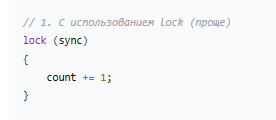 // 1. С использованием lock (проще)
lock (sync)
{
    count += 1;
}